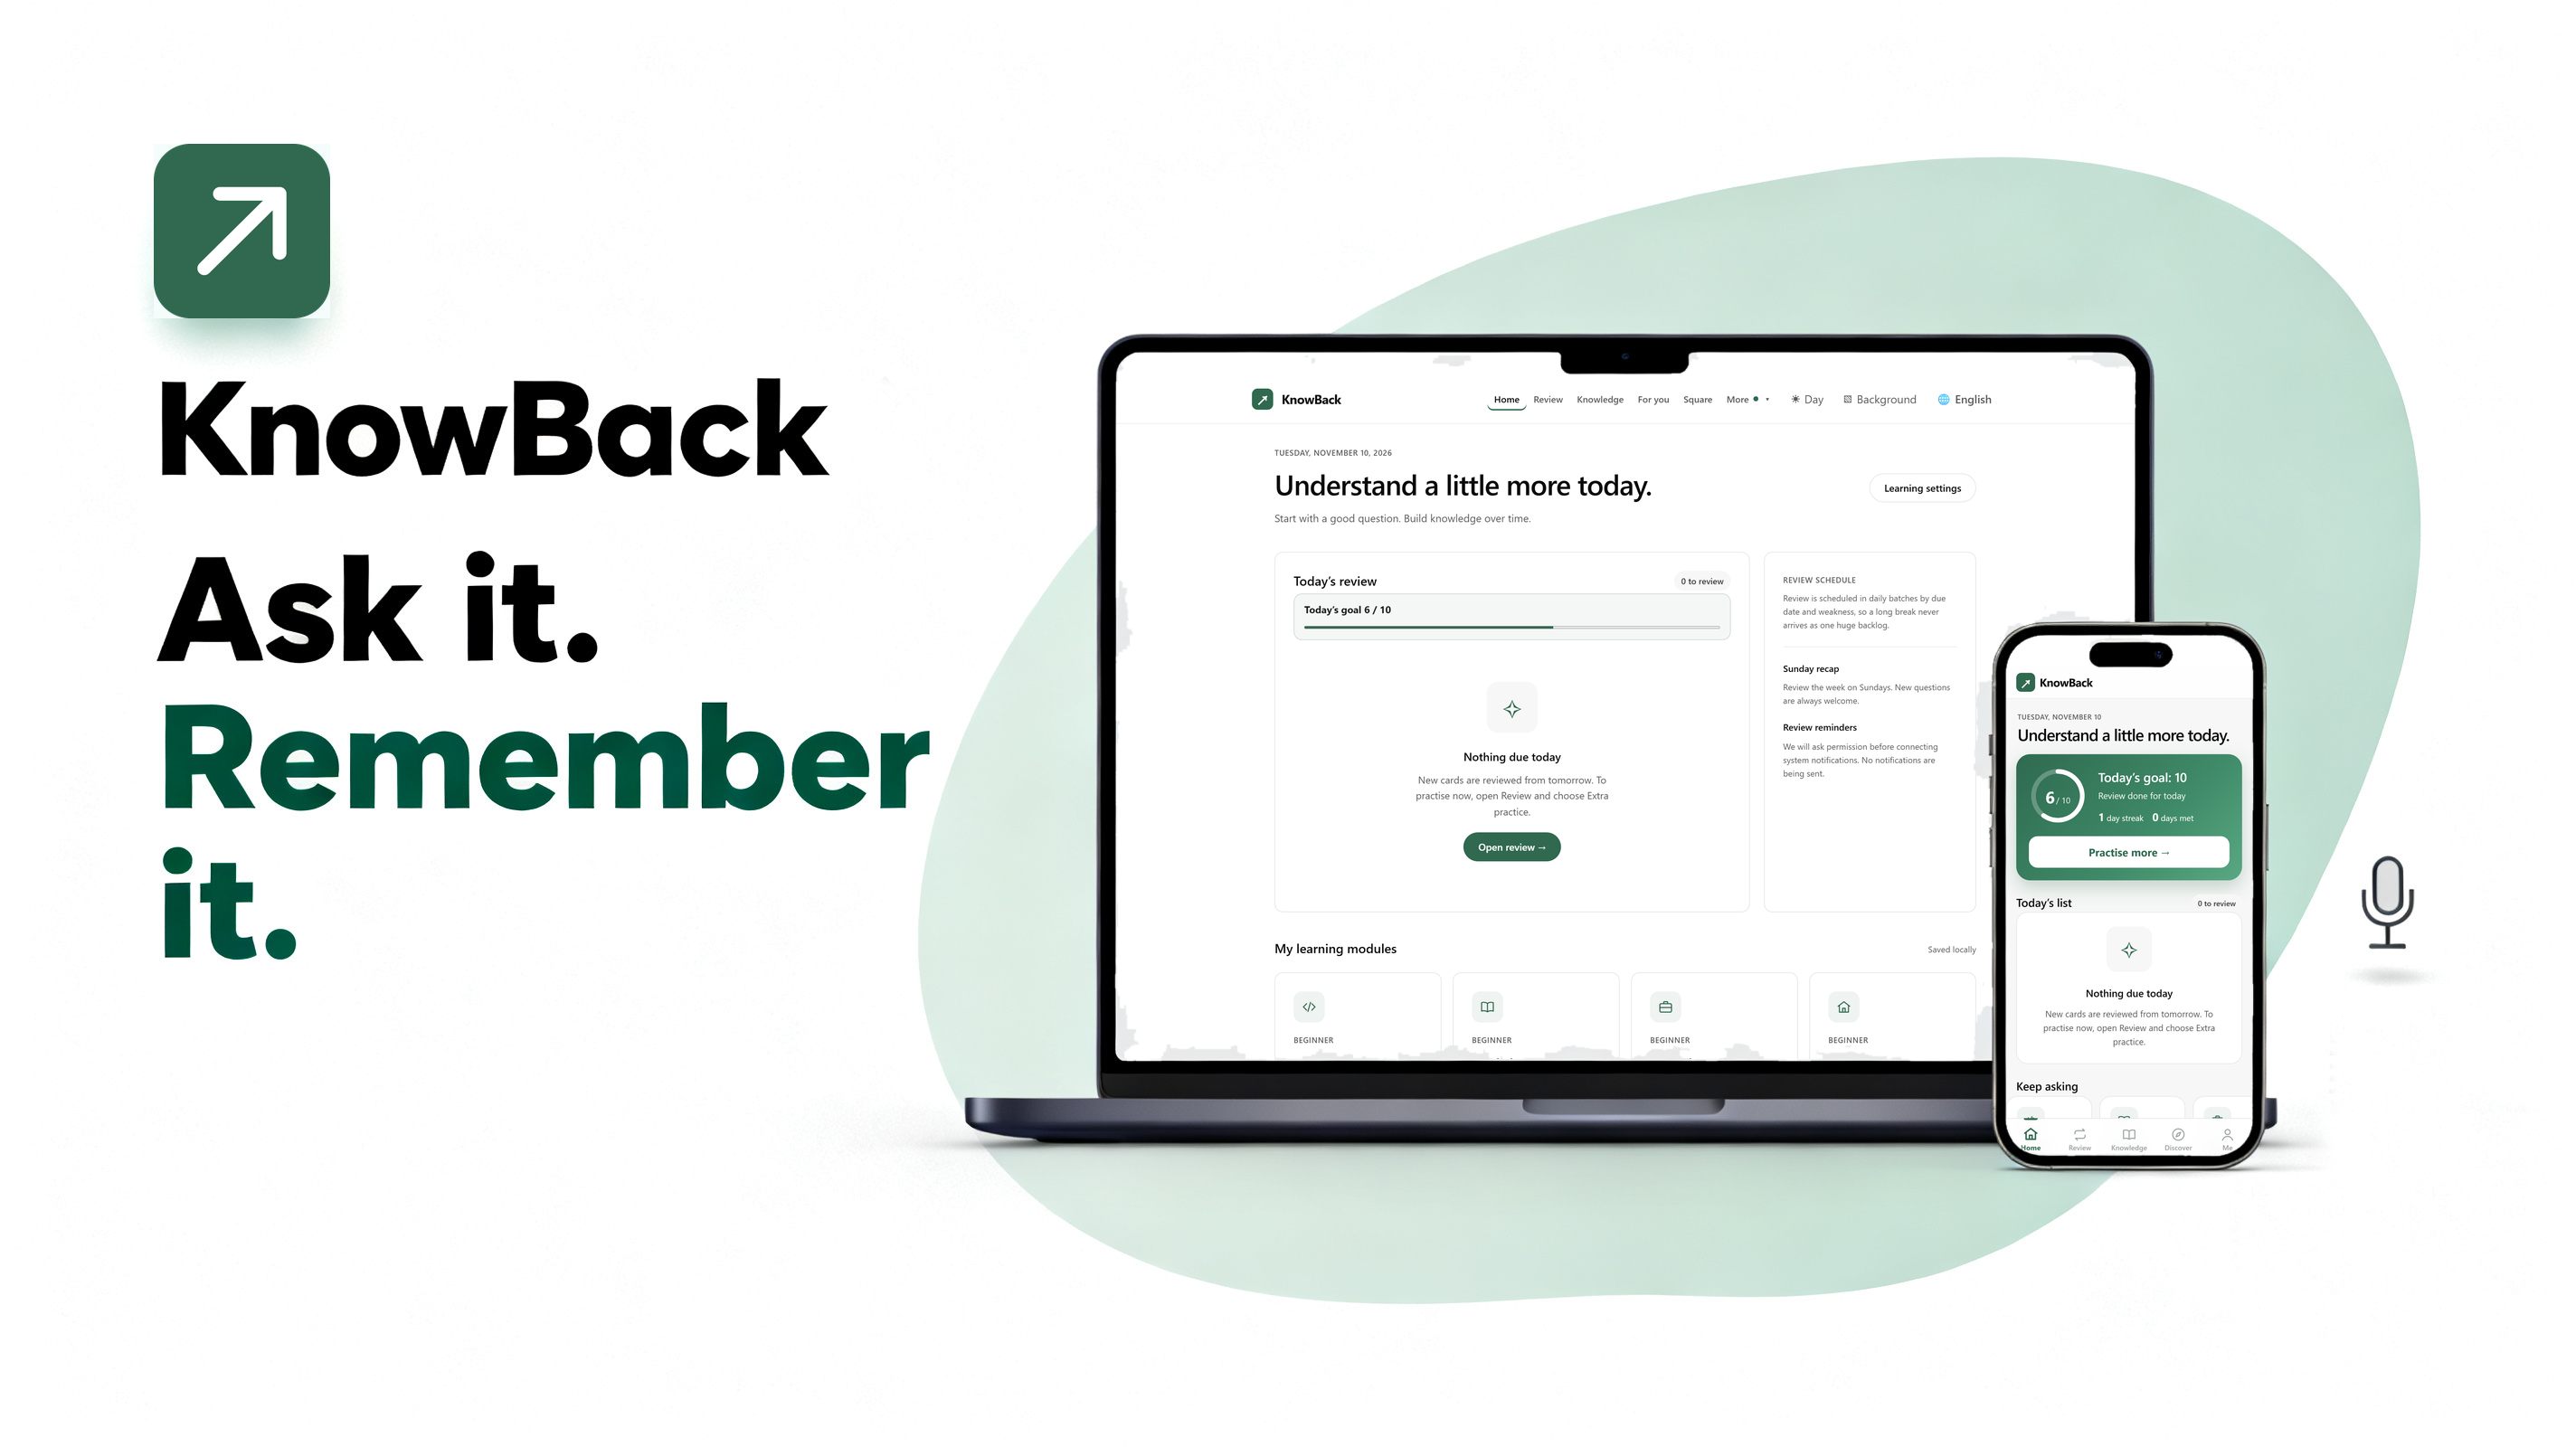 KnowBack
Ask it.
Remember
it.
KnowBack
Home Review Knowledge For you Square More Day Background English
TUESDAY, NOVEMBER 10, 2026
Understand a little more today.
Learning settings
Start with a good question. Build knowledge over time.
Today's review
0 to review
Today's goal 6 / 10
Nothing due today
New cards are reviewed from tomorrow. To
practise now, open Review and choose Extra
practice.
Open review →
REVIEW SCHEDULE
Review is scheduled in daily batches by due
date and weakness, so a long break never
arrives as one huge backlog.
Sunday recap
Review the week on Sundays. New questions
are always welcome.
Review reminders
We will ask permission before connecting
system notifications. No notifications are
being sent.
My learning modules
Saved locally
BEGINNER
BEGINNER
BEGINNER
BEGINNER
KnowBack
TUESDAY, NOVEMBER 10
Understand a little more today.
6 / 10
Today's goal: 10
Review done for today
1 day streak 0 days met
Practise more →
Today's list
0 to review
Nothing due today
New cards are reviewed from tomorrow. To
practise now, open Review and choose Extra
practice.
Keep asking
Home Review Knowledge Discover Me